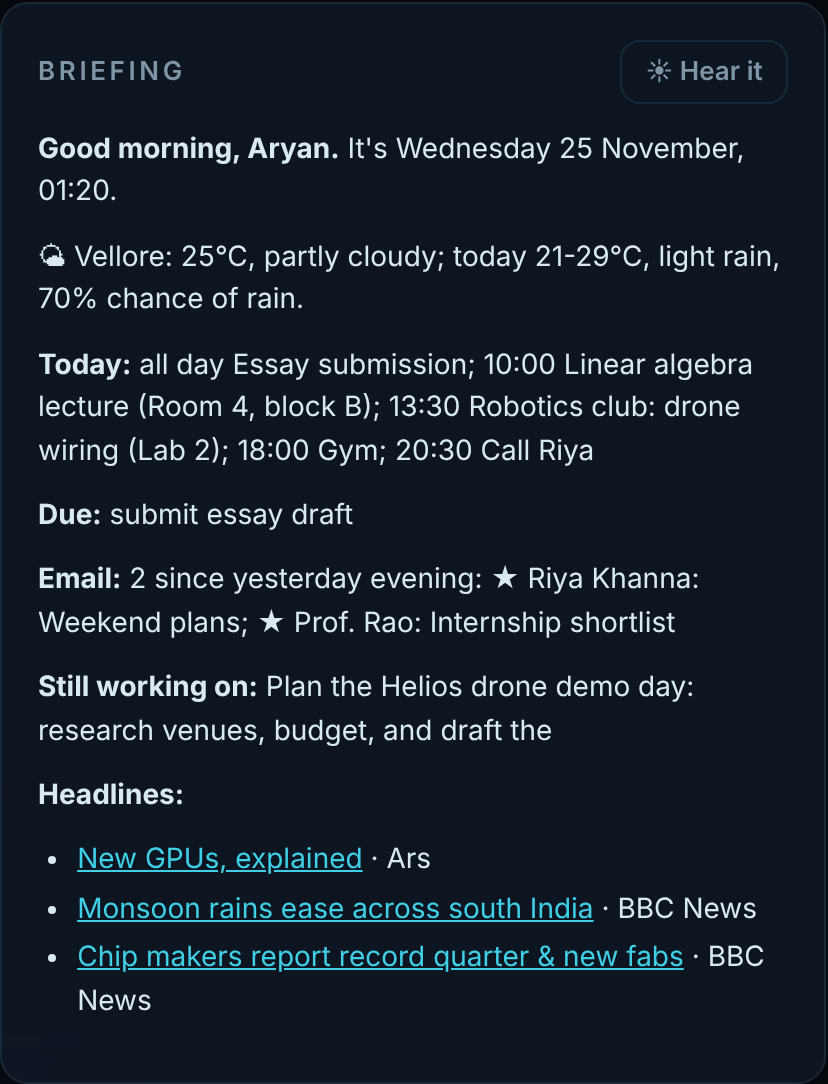 BRIEFING
☀ Hear it
Good morning, Aryan. It's Wednesday 25 November,
01:20.
🌤 Vellore: 25°C, partly cloudy; today 21-29°C, light rain,
70% chance of rain.
Today: all day Essay submission; 10:00 Linear algebra
lecture (Room 4, block B); 13:30 Robotics club: drone
wiring (Lab 2); 18:00 Gym; 20:30 Call Riya
Due: submit essay draft
Email: 2 since yesterday evening: ★ Riya Khanna:
Weekend plans; ★ Prof. Rao: Internship shortlist
Still working on: Plan the Helios drone demo day:
research venues, budget, and draft the
Headlines:
• New GPUs, explained · Ars
• Monsoon rains ease across south India · BBC News
• Chip makers report record quarter & new fabs · BBC
News